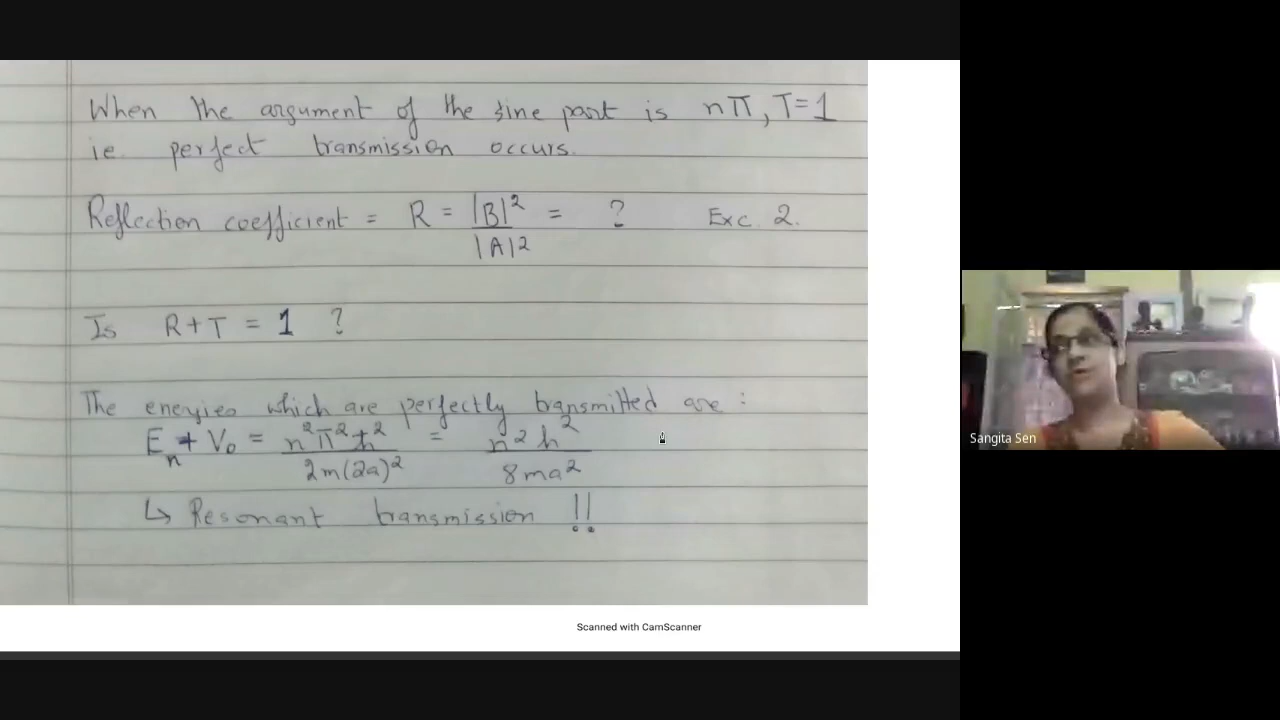 When the argument of the sine part is nπ, T=1
ie. perfect transmission occurs.
Reflection coefficient = R = |B|²/|A|² = ? Exc. 2.
Is R+T = 1 ?
The energies which are perfectly transmitted are :
Eₙ + V₀ = n²π²ħ²/2m(2a)² = n²h²/8ma²
↳ Resonant transmission !!
Scanned with CamScanner
Sangita Sen